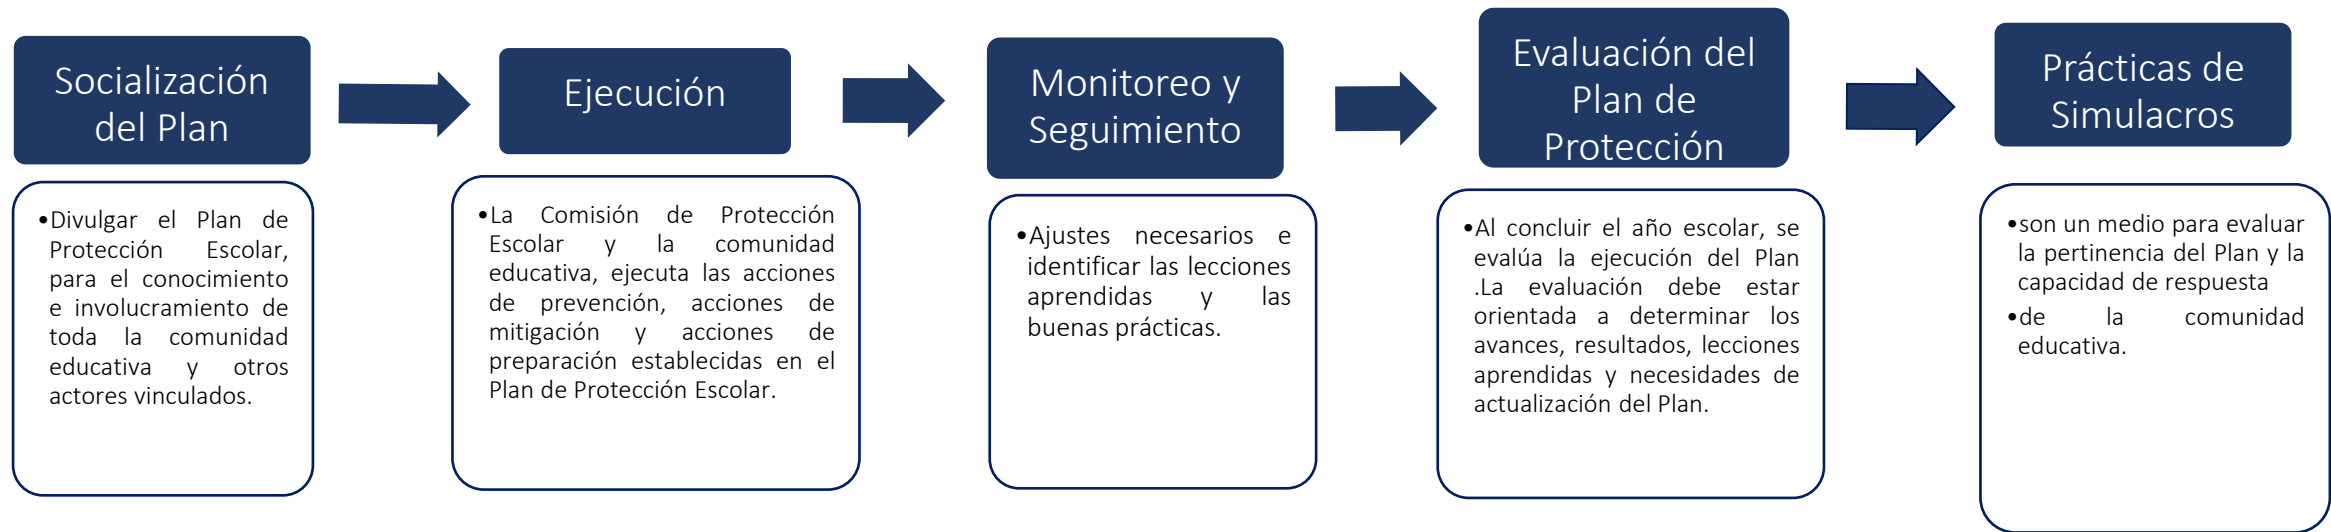 Socialización
del Plan
•Divulgar el Plan de
Protección Escolar,
para el conocimiento
e involucramiento de
toda la comunidad
educativa y otros
actores vinculados.
Ejecución
•La Comisión de Protección
Escolar y la comunidad
educativa, ejecuta las acciones
de prevención, acciones de
mitigación y acciones de
preparación establecidas en el
Plan de Protección Escolar.
Monitoreo y
Seguimiento
•Ajustes necesarios e
identificar las lecciones
aprendidas y las
buenas prácticas.
Evaluación del
Plan de
Protección
•Al concluir el año escolar, se
evalúa la ejecución del Plan
.La evaluación debe estar
orientada a determinar los
avances, resultados, lecciones
aprendidas y necesidades de
actualización del Plan.
Prácticas de
Simulacros
•son un medio para evaluar
la pertinencia del Plan y la
capacidad de respuesta
•de la comunidad
educativa.